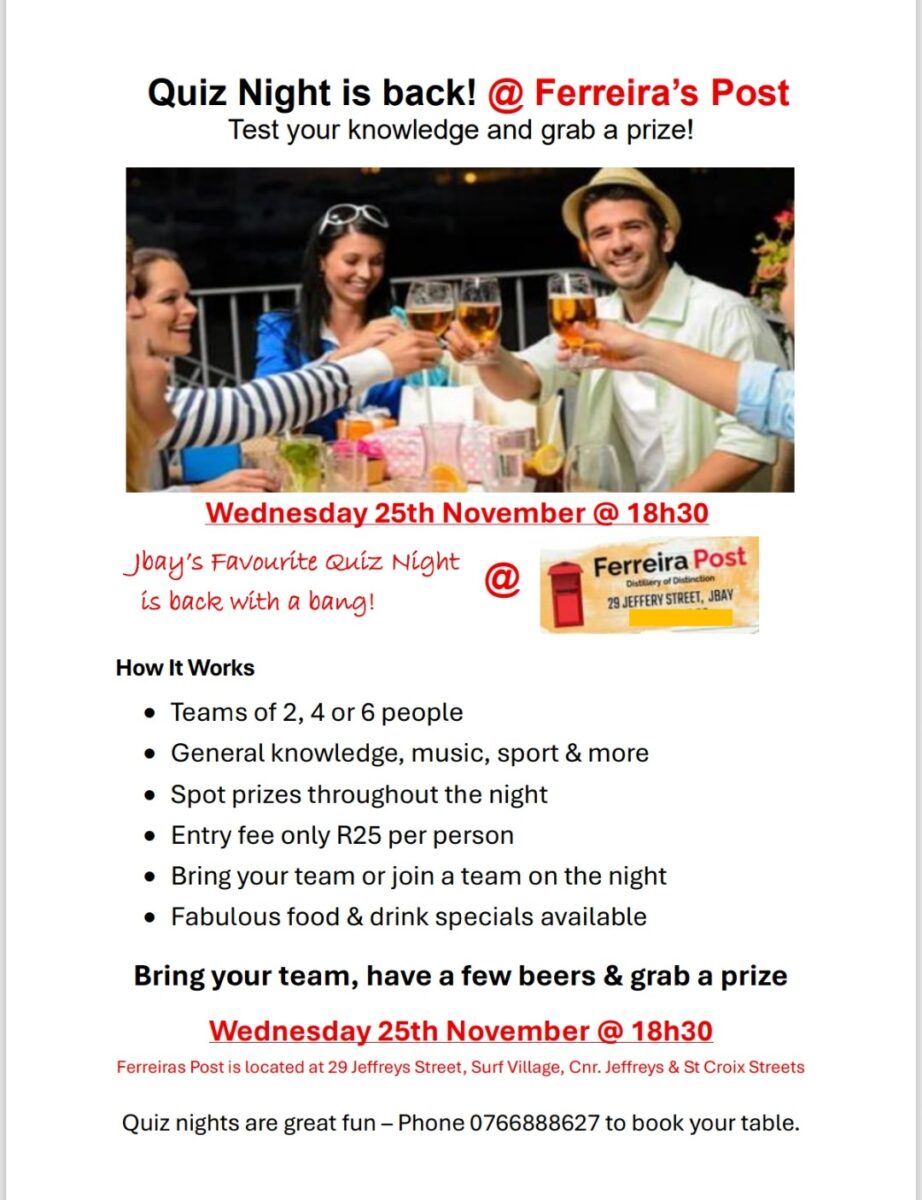 Quiz Night is back! @ Ferreira’s Post
Test your knowledge and grab a prize!
Wednesday 25th November @ 18h30
Jbay’s Favourite Quiz Night
is back with a bang!
@
Ferreira Post
Distillery of Distinction
29 JEFFERY STREET, JBAY
How It Works
• Teams of 2, 4 or 6 people
• General knowledge, music, sport & more
• Spot prizes throughout the night
• Entry fee only R25 per person
• Bring your team or join a team on the night
• Fabulous food & drink specials available
Bring your team, have a few beers & grab a prize
Wednesday 25th November @ 18h30
Ferreiras Post is located at 29 Jeffreys Street, Surf Village, Cnr. Jeffreys & St Croix Streets
Quiz nights are great fun – Phone 0766888627 to book your table.